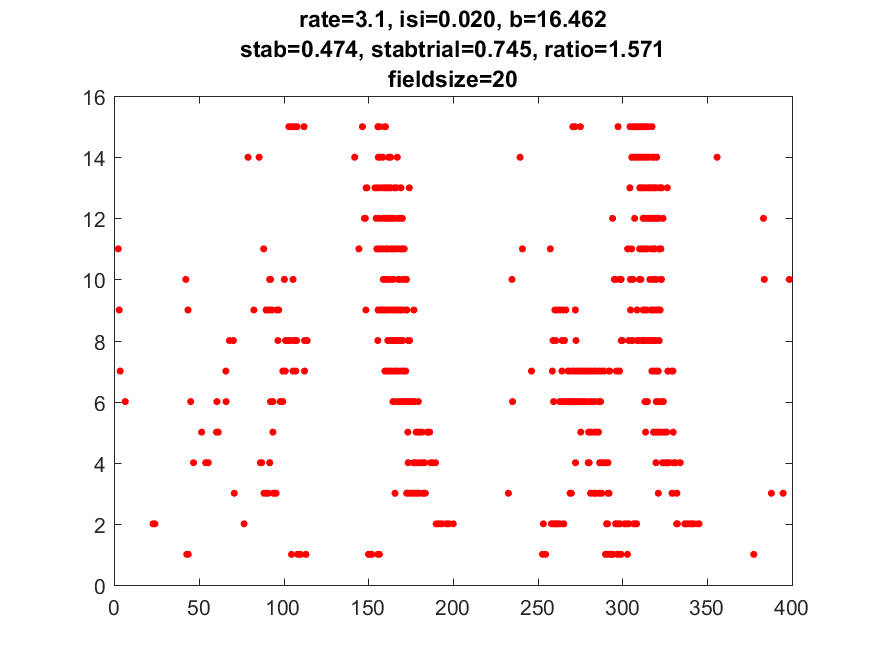 rate=3.1, isi=0.020, b=16.462
stab=0.474, stabtrial=0.745, ratio=1.571
fieldsize=20
16
14
12
10
8
6
4
2
0
0 50 100 150 200 250 300 350 400